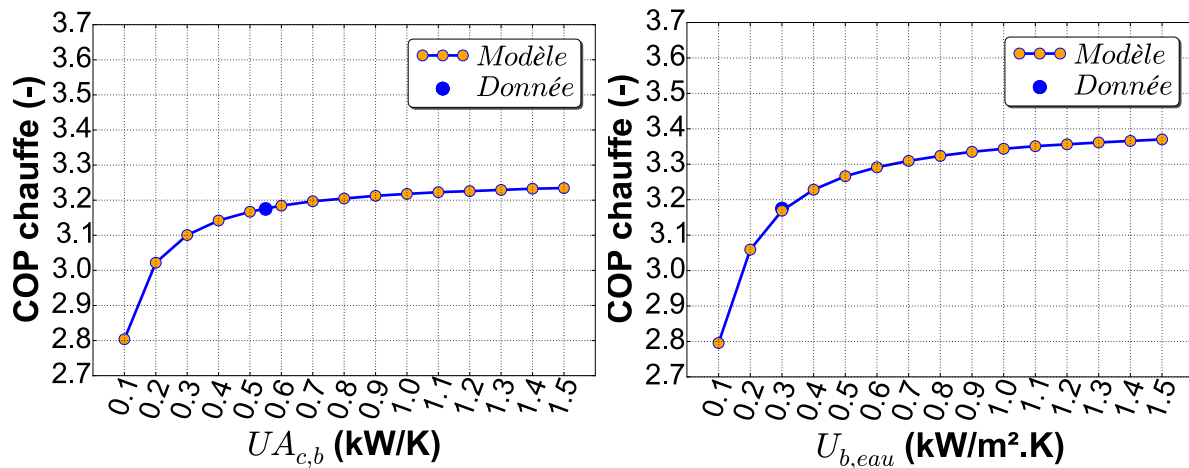 COP chauffe (-)
3.7
3.6
3.5
3.4
3.3
3.2
3.1
3.0
2.9
2.8
2.7
Modèle
Donnée
0.1 0.2 0.3 0.4 0.5 0.6 0.7 0.8 0.9 1.0 1.1 1.2 1.3 1.4 1.5
UA_{c,b} (kW/K)
COP chauffe (-)
3.7
3.6
3.5
3.4
3.3
3.2
3.1
3.0
2.9
2.8
2.7
Modèle
Donnée
0.1 0.2 0.3 0.4 0.5 0.6 0.7 0.8 0.9 1.0 1.1 1.2 1.3 1.4 1.5
U_{b,eau} (kW/m².K)